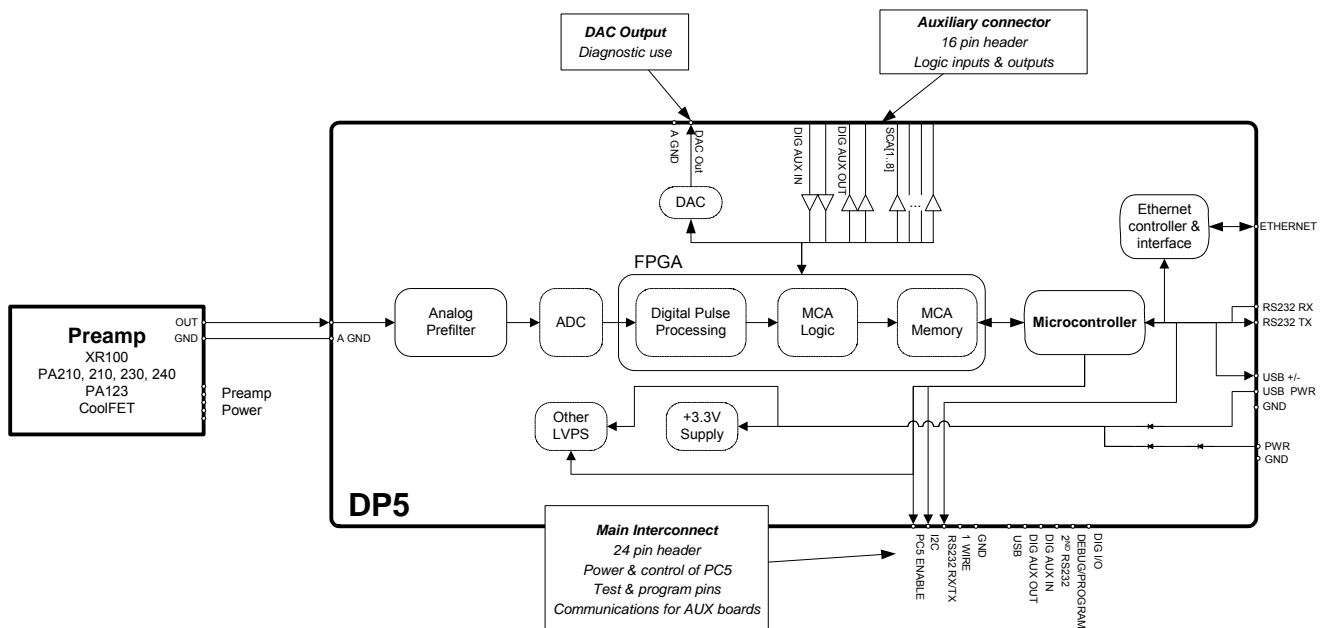 DAC Output
Diagnostic use
Auxiliary connector
16 pin header
Logic inputs & outputs
A GND
DAC Out
DIG AUX IN
DIG AUX OUT
SCA[1..8]
...
DAC
Ethernet
controller &
interface
ETHERNET
FPGA
Preamp
XR100
PA210, 210, 230, 240
PA123
CoolFET
OUT
GND
Preamp
Power
A GND
Analog
Prefilter
ADC
Digital Pulse
Processing
MCA
Logic
MCA
Memory
Microcontroller
RS232 RX
RS232 TX
USB +/-
USB PWR
GND
PWR
GND
Other
LVPS
+3.3V
Supply
DP5
Main Interconnect
24 pin header
Power & control of PC5
Test & program pins
Communications for AUX boards
PC5 ENABLE
I2C
RS232 RX/TX
1 WIRE
GND
USB
DIG AUX OUT
DIG AUX IN
2ND RS232
DEBUG/PROGRAM
DIG I/O